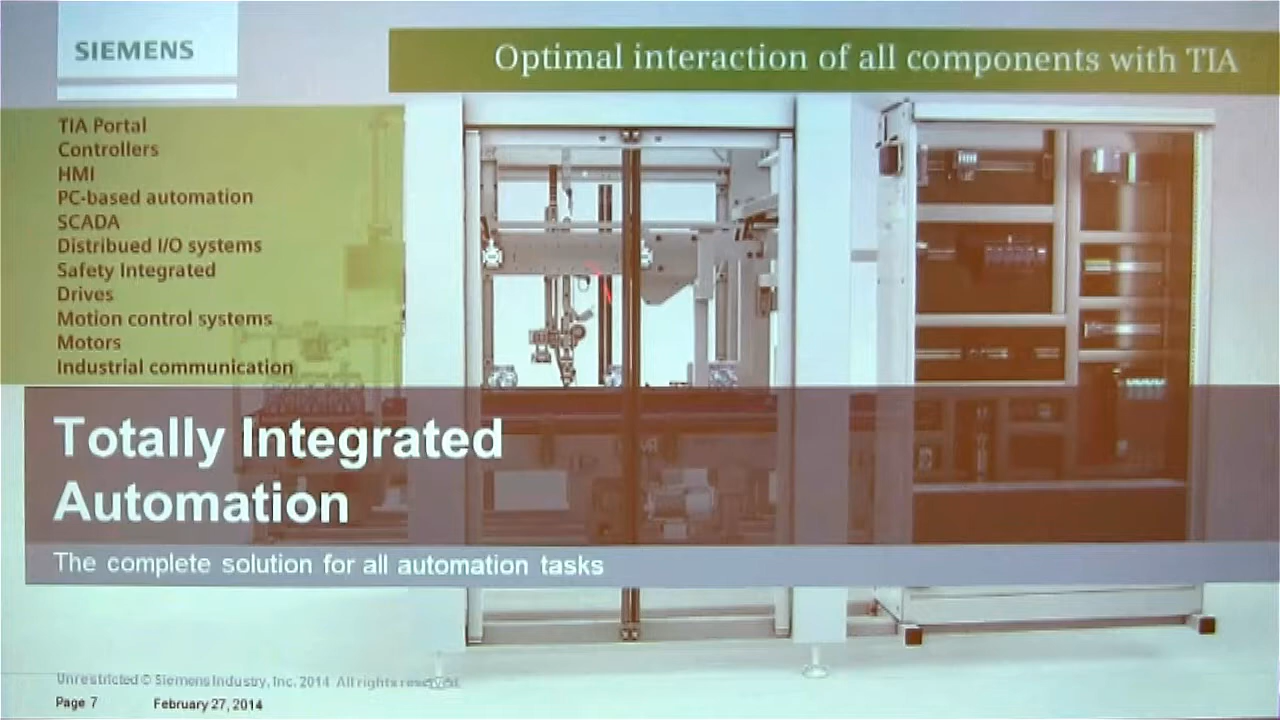 SIEMENS
Optimal interaction of all components with TIA
TIA Portal
Controllers
HMI
PC-based automation
SCADA
Distribued I/O systems
Safety Integrated
Drives
Motion control systems
Motors
Industrial communication
Totally Integrated
Automation
The complete solution for all automation tasks
Unrestricted © Siemens Industry, Inc. 2014 All rights reserved.
Page 7 February 27, 2014